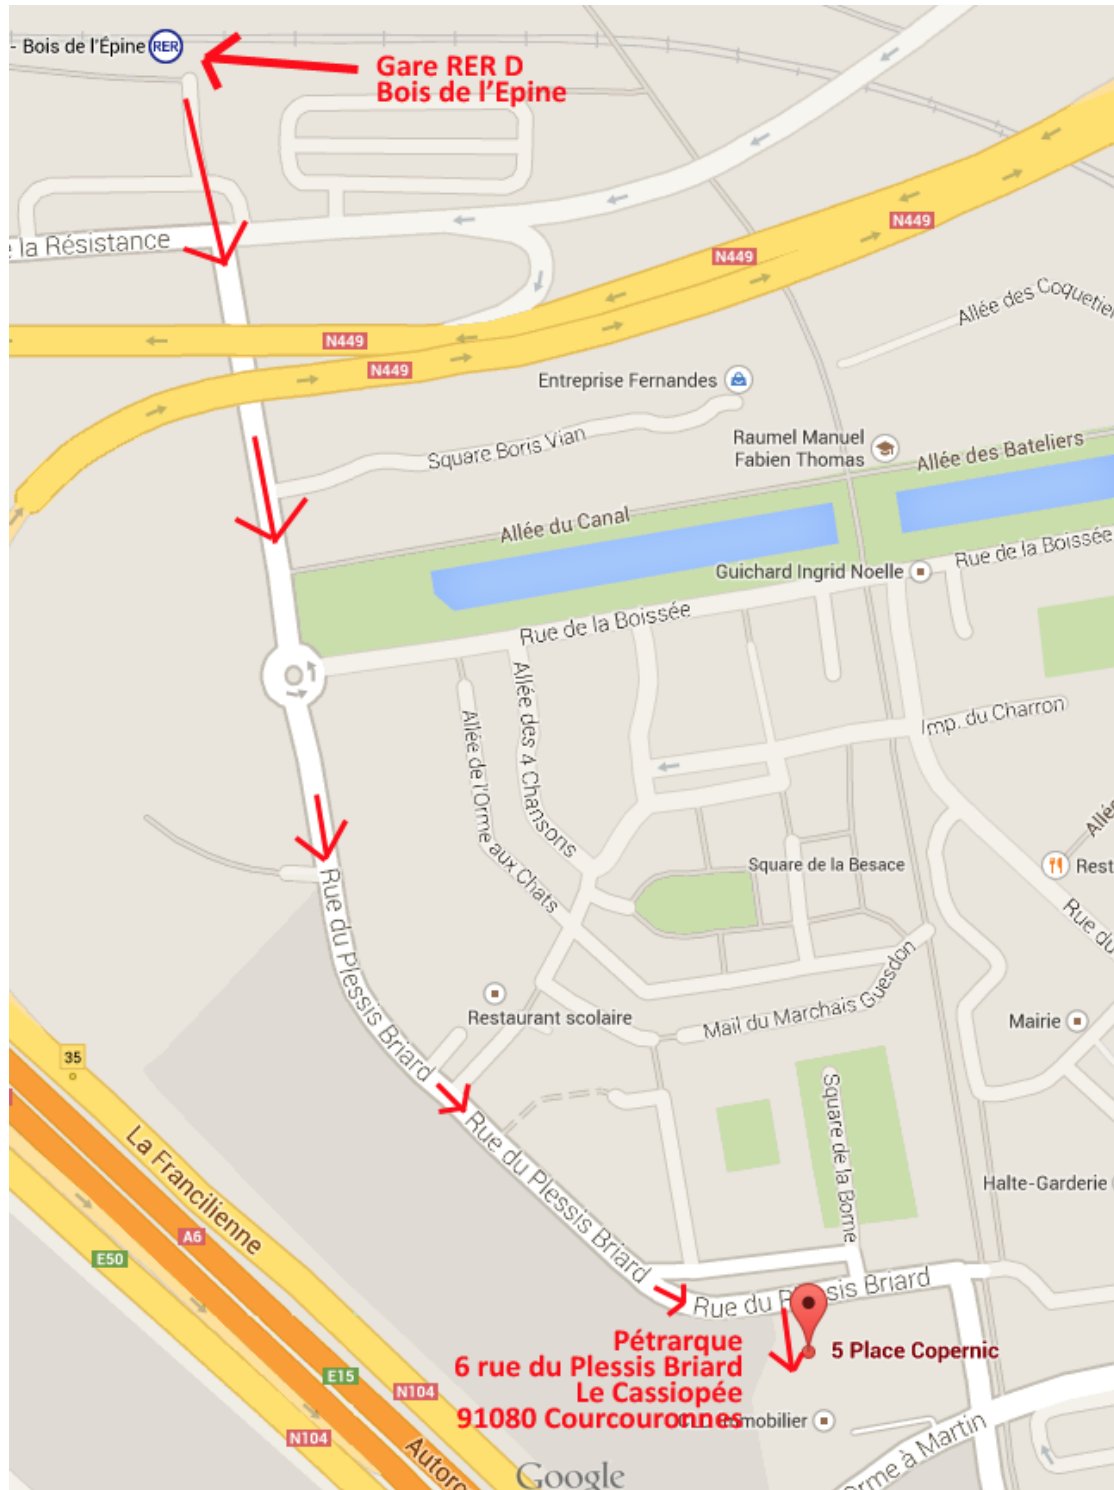 - Bois de l'Épine RER
Gare RER D
Bois de l'Epine
N449
N449
la Résistance
N449
N449
Allée des Coquetier
Entreprise Fernandes
Raumel Manuel
Fabien Thomas
Allée des Bateliers
Square Boris Vian
Allée du Canal
Rue de la Boissée
Guichard Ingrid Noelle
Rue de la Boissée
Allée des 4 Chansons
Allée de l'Orme aux Chats
Imp. du Charron
Square de la Besace
Rest
Rue du
Rue du Plessis Briard
Restaurant scolaire
Mail du Marchais Guesdon
Mairie
35
Square de la Borne
Rue du Plessis Briard
La Francilienne
A6
E50
Halte-Garderie
Rue du Plessis Briard
Pétrarque
6 rue du Plessis Briard
Le Cassiopée
91080 Courcouronnes
5 Place Copernic
E15
N104
N104
Immobilier
Orme à Martin
Autoro
Google